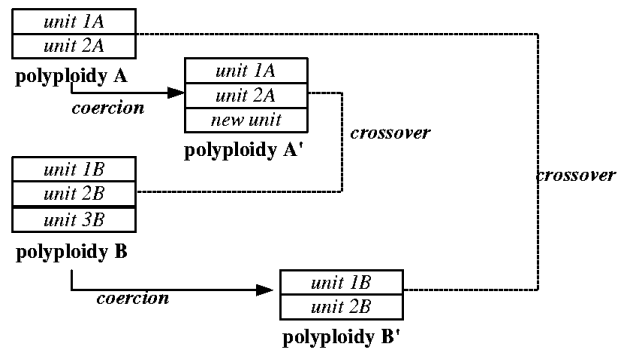 unit 1A
unit 2A
polyploidy A
coercion
unit 1A
unit 2A
new unit
polyploidy A'
crossover
crossover
unit 1B
unit 2B
unit 3B
polyploidy B
coercion
unit 1B
unit 2B
polyploidy B'